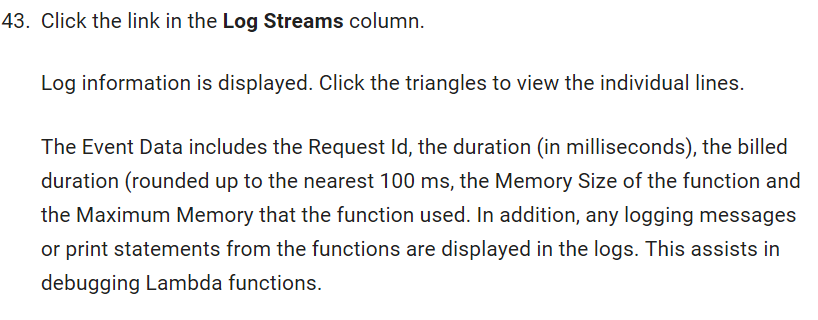 43. Click the link in the Log Streams column.
Log information is displayed. Click the triangles to view the individual lines.
The Event Data includes the Request Id, the duration (in milliseconds), the billed
duration (rounded up to the nearest 100 ms, the Memory Size of the function and
the Maximum Memory that the function used. In addition, any logging messages
or print statements from the functions are displayed in the logs. This assists in
debugging Lambda functions.